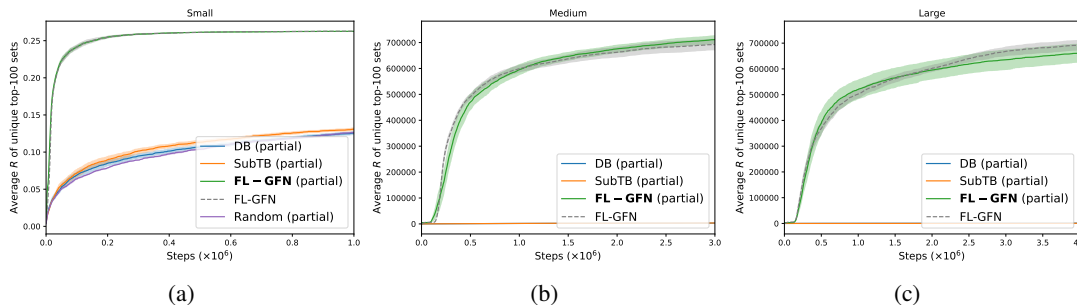 Small
Average R of unique top-100 sets
0.25
0.20
0.15
0.10
0.05
0.00
DB (partial)
SubTB (partial)
FL − GFN (partial)
FL-GFN
Random (partial)
0.0 0.2 0.4 0.6 0.8 1.0
Steps (×10⁶)
(a)
Medium
Average R of unique top-100 sets
700000
600000
500000
400000
300000
200000
100000
0
DB (partial)
SubTB (partial)
FL − GFN (partial)
FL-GFN
0.0 0.5 1.0 1.5 2.0 2.5 3.0
Steps (×10⁶)
(b)
Large
Average R of unique top-100 sets
700000
600000
500000
400000
300000
200000
100000
0
DB (partial)
SubTB (partial)
FL − GFN (partial)
FL-GFN
0.0 0.5 1.0 1.5 2.0 2.5 3.0 3.5 4
Steps (×10⁶)
(c)